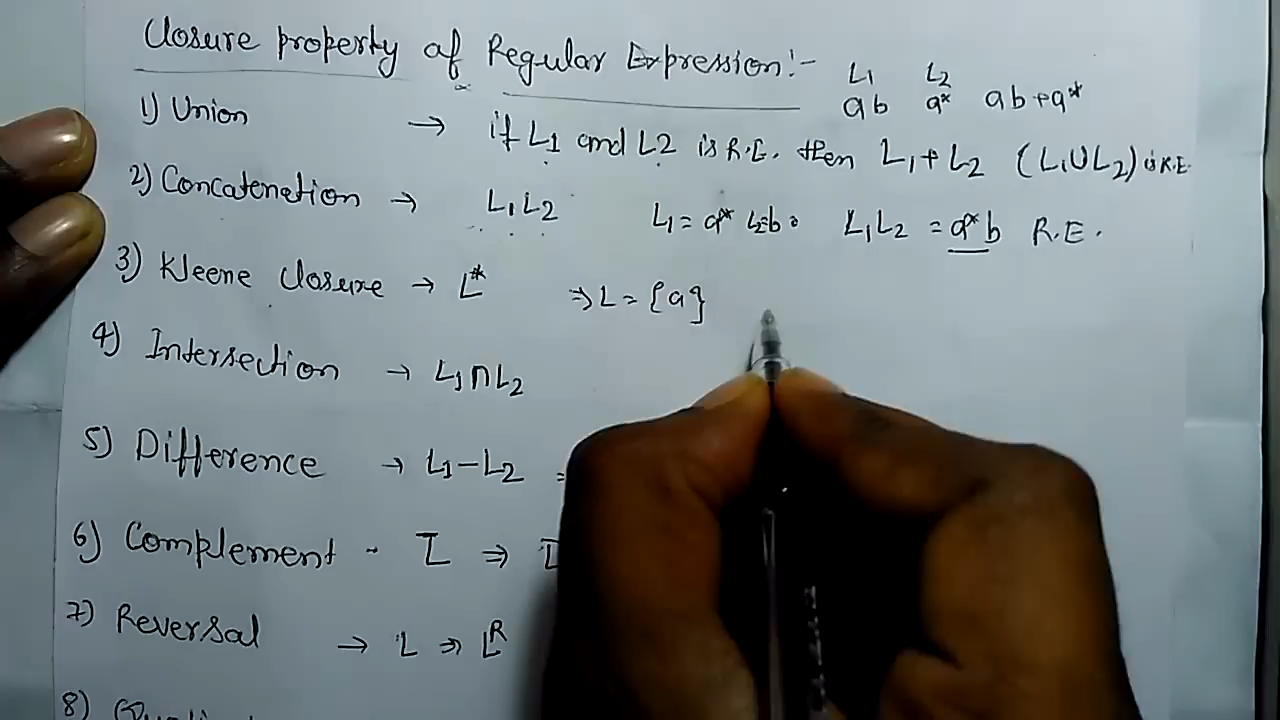 Closure property of Regular Expression:-
L1 L2
ab a* ab+a*
1) Union → if L1 and L2 is R.E. then L1+L2 (L1UL2) is R.E.
2) Concatenetion → L1L2 L1 = a* L2=b L1L2 = a*b R.E.
3) Kleene closure → L* ⇒ L = {a}
4) Intersection → L1∩L2
5) Difference → L1-L2 =
6) Complement - L̅ ⇒
7) Reversal → L ⇒ L^R
8)